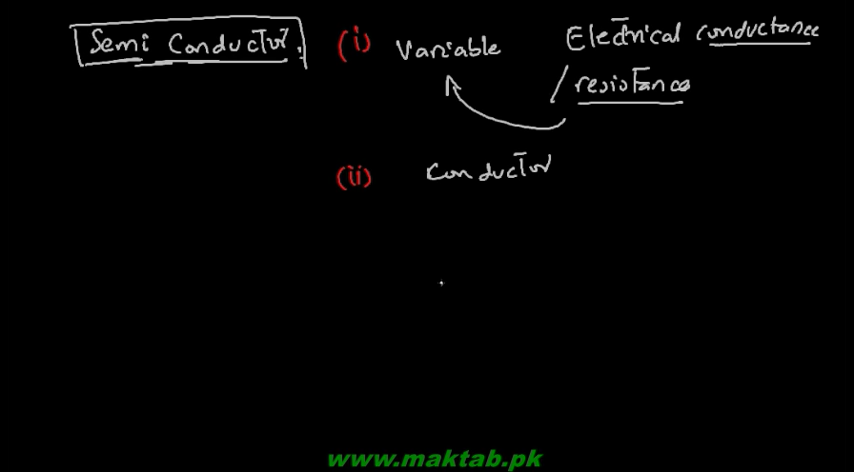 Semi Conductor: (i) Variable Electrical conductance
/ resistance
(ii) Conductor
www.maktab.pk